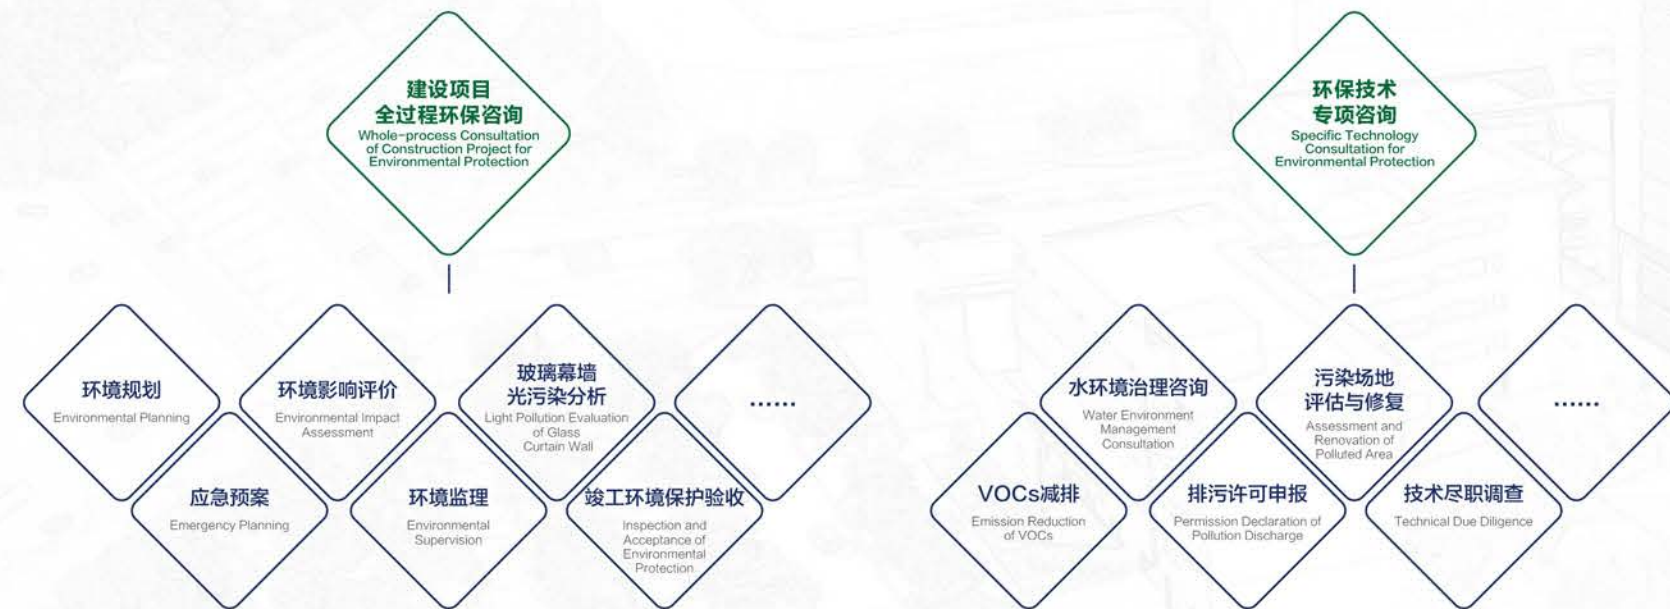 建设项目
全过程环保咨询
Whole-process Consultation
of Construction Project for
Environmental Protection
环境规划
Environmental Planning
应急预案
Emergency Planning
环境影响评价
Environmental Impact
Assessment
环境监理
Environmental
Supervision
玻璃幕墙
光污染分析
Light Pollution Evaluation
of Glass
Curtain Wall
竣工环境保护验收
Inspection and
Acceptance of
Environmental
Protection
......
环保技术
专项咨询
Specific Technology
Consultation for
Environmental Protection
VOCs减排
Emission Reduction
of VOCs
水环境治理咨询
Water Environment
Management
Consultation
排污许可申报
Permission Declaration of
Pollution Discharge
污染场地
评估与修复
Assessment and
Renovation of
Polluted Area
技术尽职调查
Technical Due Diligence
......